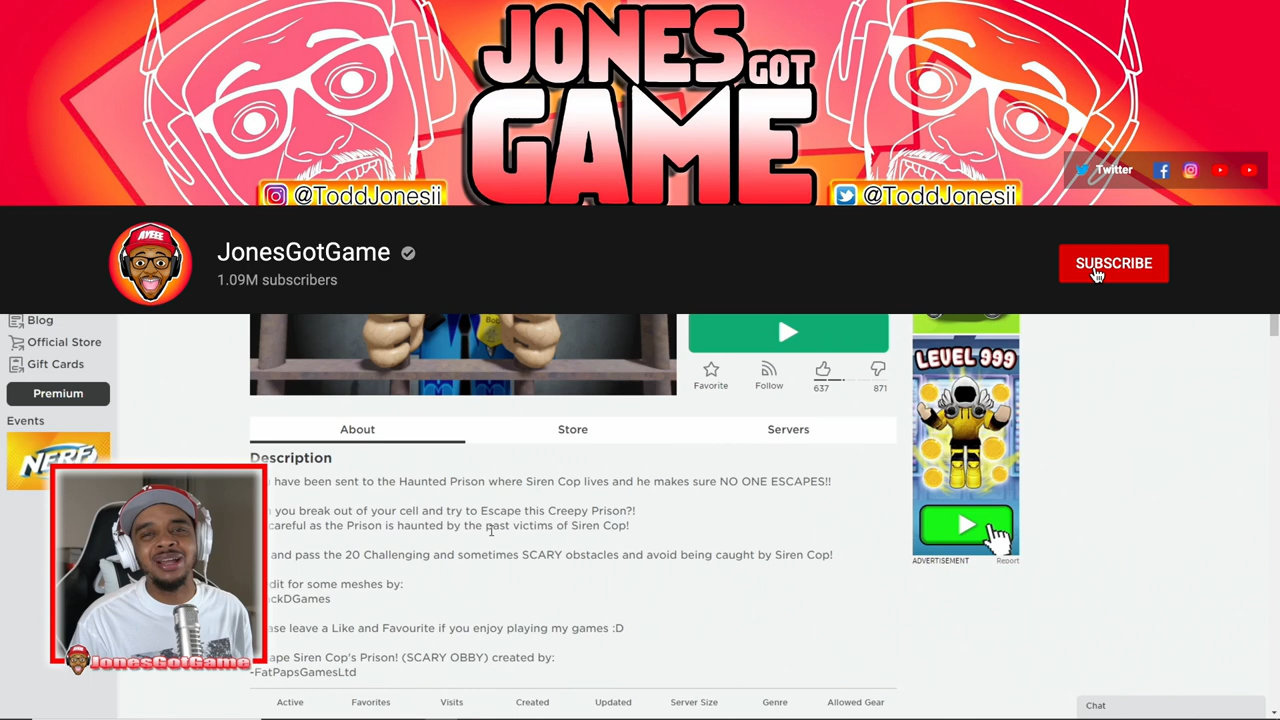 JONES GOT
GAME
@ToddJonesii
@ToddJonesii
Twitter
AYEEE
JonesGotGame
1.09M subscribers
SUBSCRIBE
Blog
Official Store
Gift Cards
Premium
Events
NERF
Favorite
Follow
637
871
LEVEL 999
ADVERTISEMENT
Report
About
Store
Servers
Description
have been sent to the Haunted Prison where Siren Cop lives and he makes sure NO ONE ESCAPES!!
you break out of your cell and try to Escape this Creepy Prison?!
careful as the Prison is haunted by the past victims of Siren Cop!
and pass the 20 Challenging and sometimes SCARY obstacles and avoid being caught by Siren Cop!
dit for some meshes by:
ckDGames
ase leave a Like and Favourite if you enjoy playing my games :D
ape Siren Cop's Prison! (SCARY OBBY) created by:
-FatPapsGamesLtd
Active
Favorites
Visits
Created
Updated
Server Size
Genre
Allowed Gear
JonesGotGame
Chat